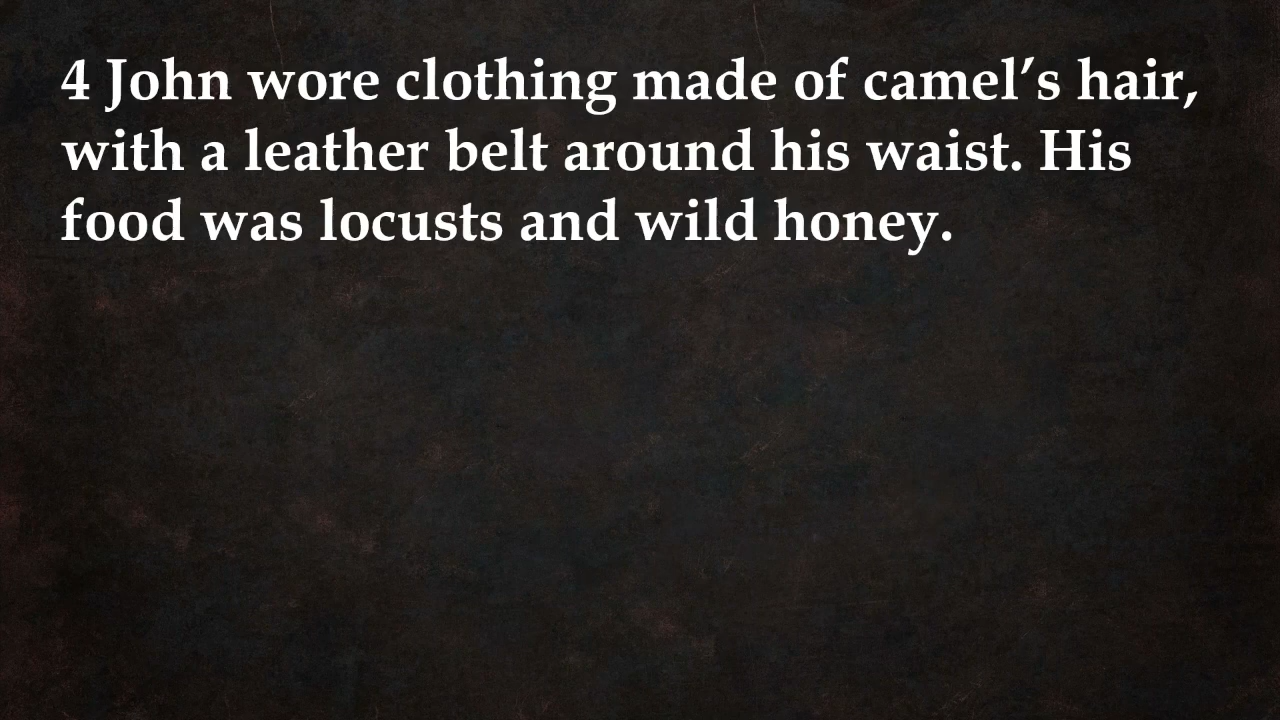 4 John wore clothing made of camel’s hair,
with a leather belt around his waist. His
food was locusts and wild honey.